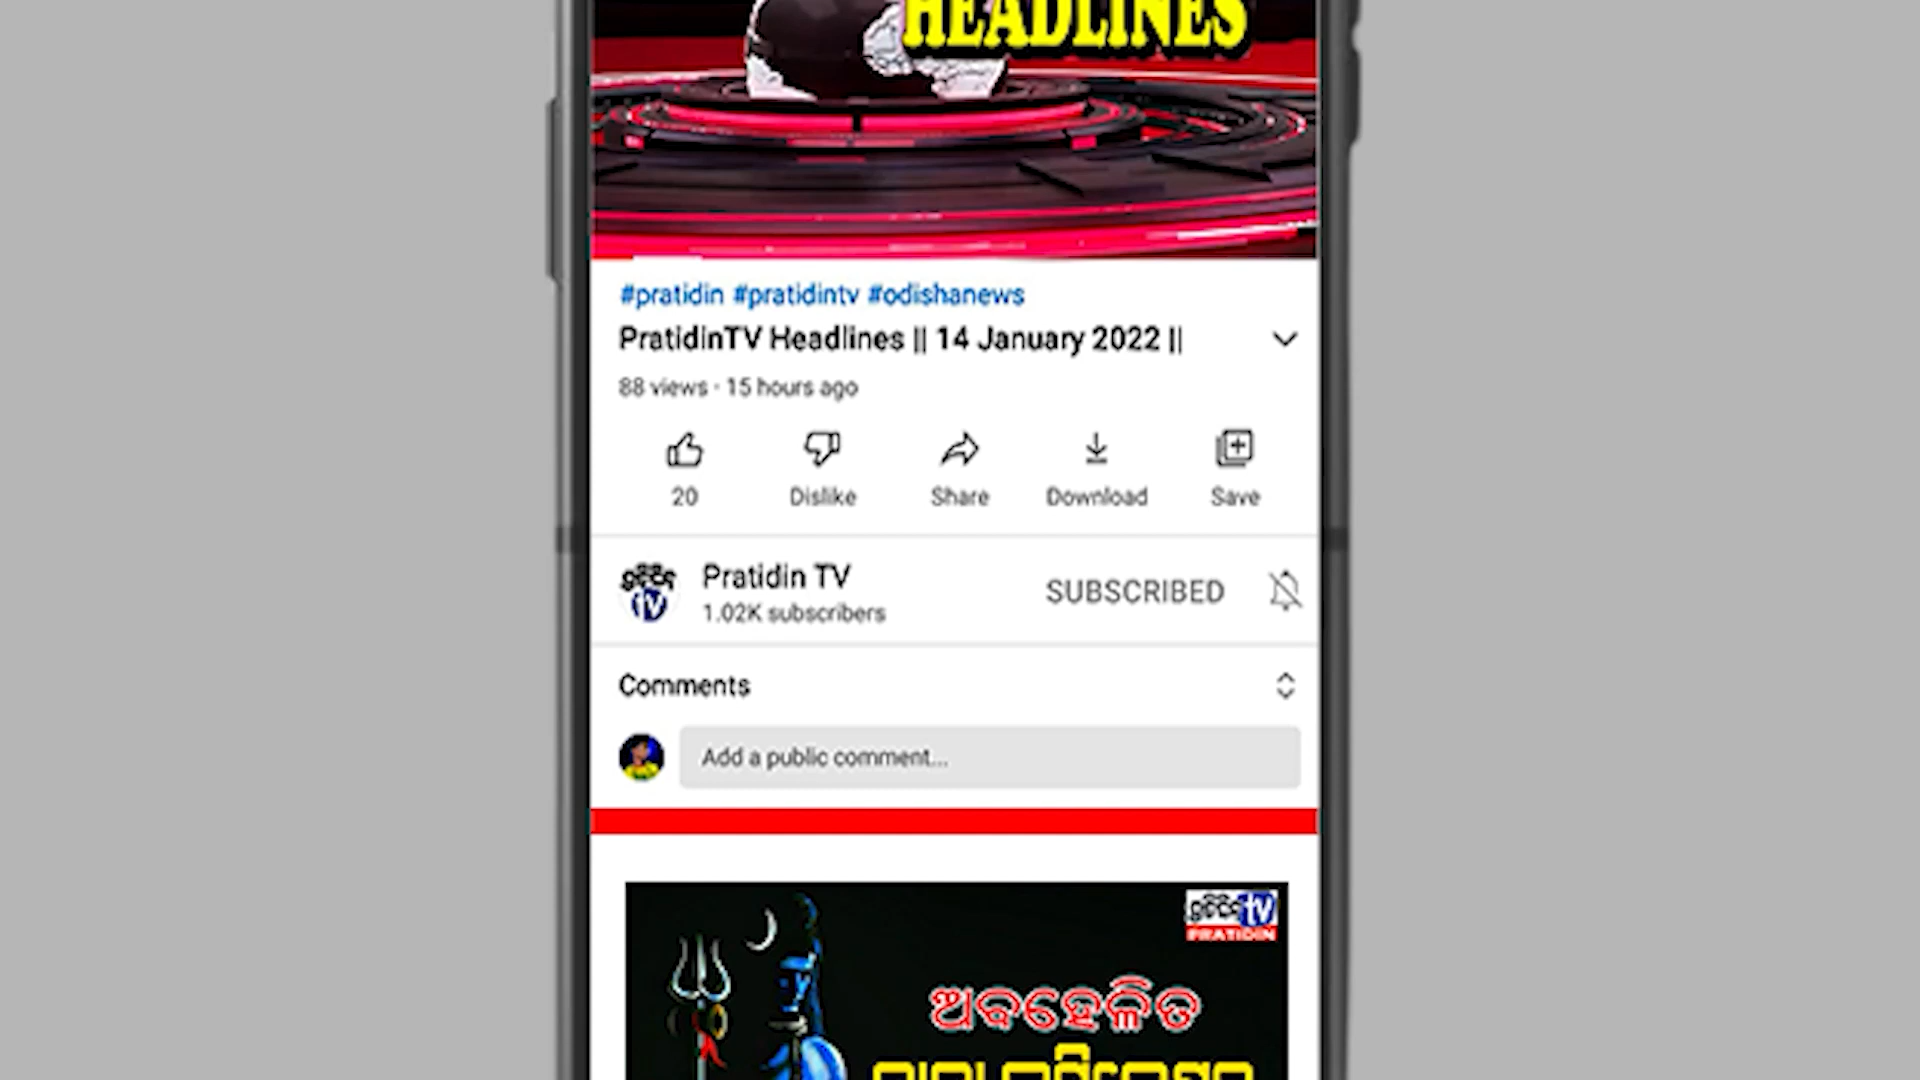 HEADLINES
#pratidin #pratidintv #odishanews
PratidinTV Headlines || 14 January 2022 ||
88 views · 15 hours ago
20 Dislike Share Download Save
Pratidin TV
1.02K subscribers
SUBSCRIBED
Comments
Add a public comment...
tv
PRATIDIN
ଅବହେଳିତ